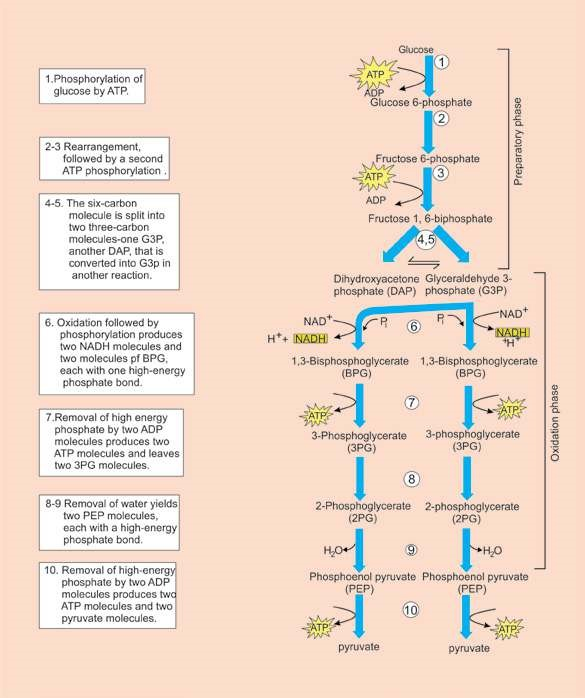 1.Phosphorylation of
glucose by ATP.
2-3 Rearrangement,
followed by a second
ATP phosphorylation .
4-5. The six-carbon
molecule is split into
two three-carbon
molecules-one G3P,
another DAP, that is
converted into G3p in
another reaction.
6. Oxidation followed by
phosphorylation produces
two NADH molecules and
two molecules pf BPG,
each with one high-energy
phosphate bond.
7.Removal of high energy
phosphate by two ADP
molecules produces two
ATP molecules and leaves
two 3PG molecules.
8-9 Removal of water yields
two PEP molecules,
each with a high-energy
phosphate bond.
10. Removal of high-energy
phosphate by two ADP
molecules produces two
ATP molecules and two
pyruvate molecules.
Glucose
1
ATP
ADP
Glucose 6-phosphate
2
Fructose 6-phosphate
3
ATP
ADP
Fructose 1, 6-biphosphate
4,5
Dihydroxyacetone
phosphate (DAP)
Glyceraldehyde 3-
phosphate (G3P)
NAD+
Pi
6
Pi
NAD+
H++ NADH
NADH
+H+
1,3-Bisphosphoglycerate
(BPG)
1,3-Bisphosphoglycerate
(BPG)
ATP
7
ATP
3-Phosphoglycerate
(3PG)
3-phosphoglycerate
(3PG)
8
2-Phosphoglycerate
(2PG)
2-phosphoglycerate
(2PG)
H2O
9
H2O
Phosphoenol pyruvate
(PEP)
Phosphoenol pyruvate
(PEP)
10
ATP
ATP
pyruvate
pyruvate
Preparatory phase
Oxidation phase